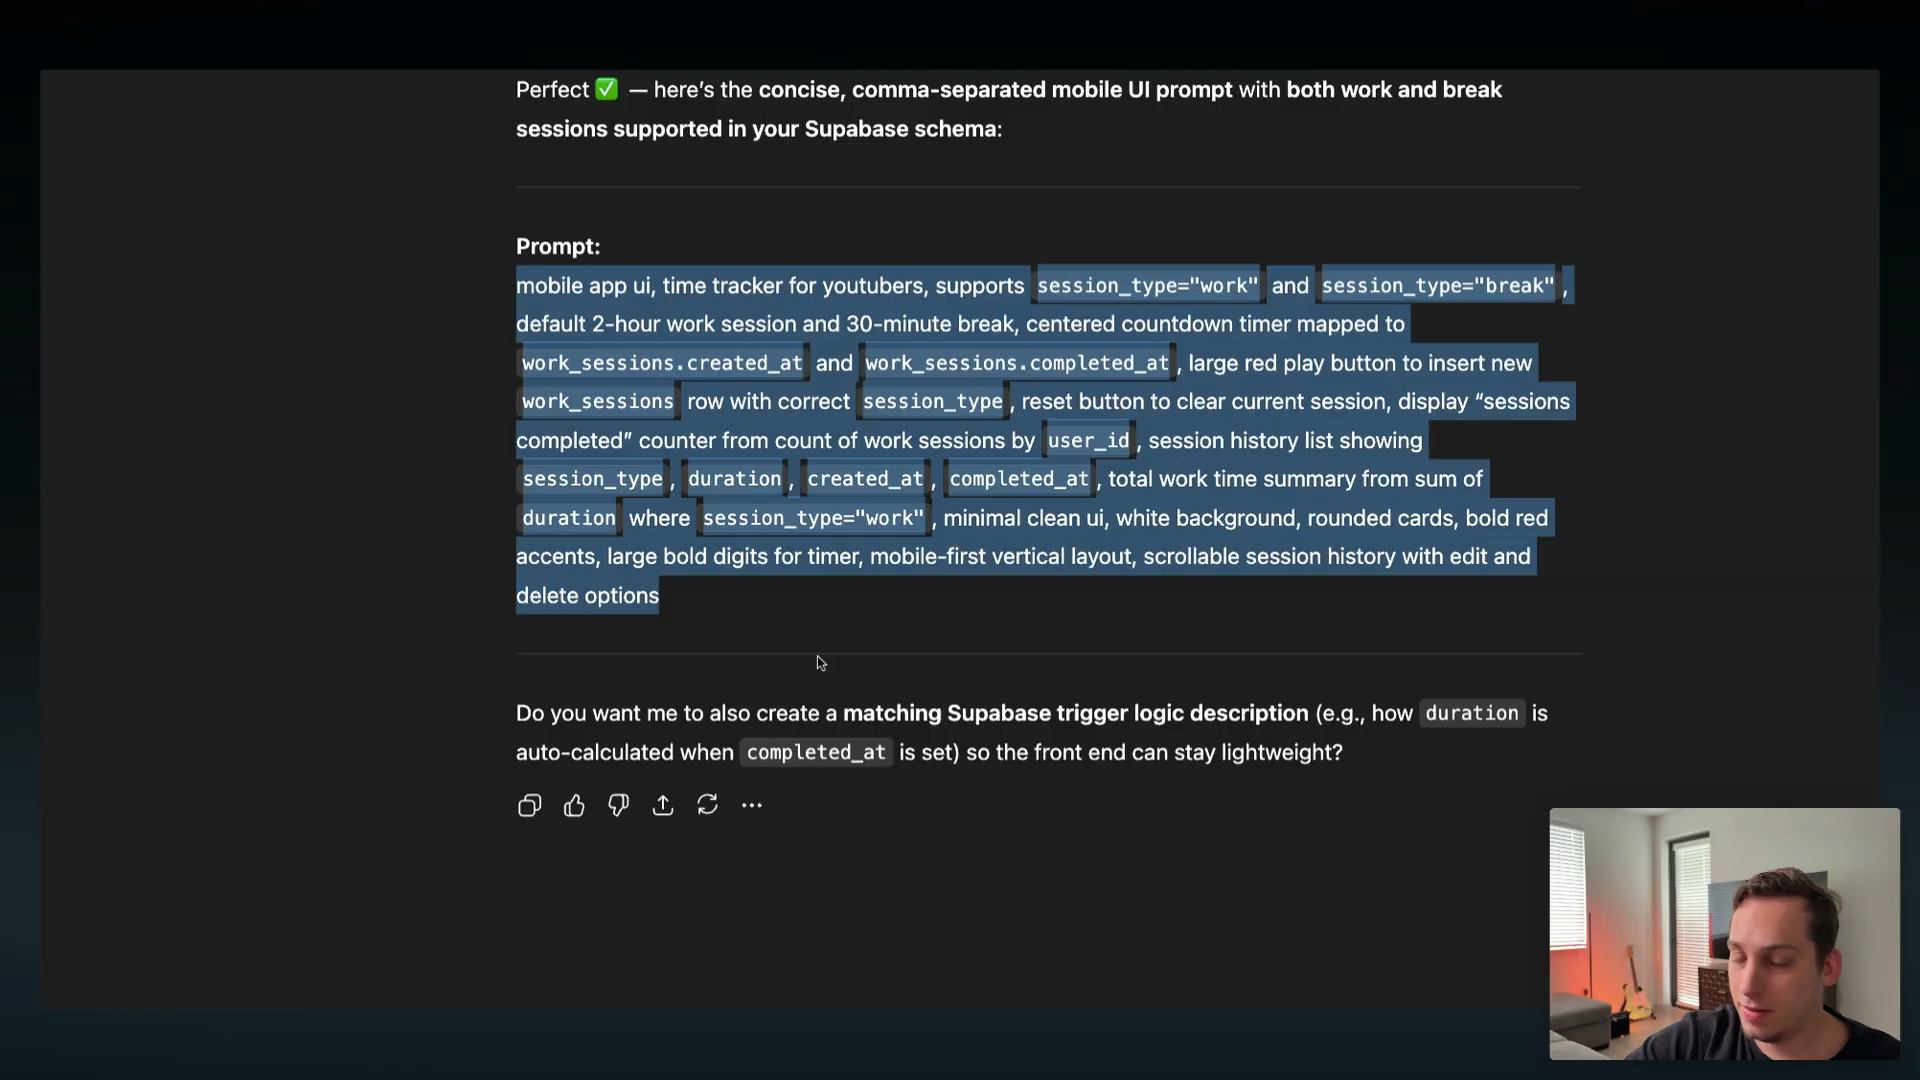 Perfect ✅ — here’s the concise, comma-separated mobile UI prompt with both work and break
sessions supported in your Supabase schema:
Prompt:
mobile app ui, time tracker for youtubers, supports session_type="work" and session_type="break",
default 2-hour work session and 30-minute break, centered countdown timer mapped to
work_sessions.created_at and work_sessions.completed_at, large red play button to insert new
work_sessions row with correct session_type, reset button to clear current session, display “sessions
completed” counter from count of work sessions by user_id, session history list showing
session_type, duration, created_at, completed_at, total work time summary from sum of
duration where session_type="work", minimal clean ui, white background, rounded cards, bold red
accents, large bold digits for timer, mobile-first vertical layout, scrollable session history with edit and
delete options
Do you want me to also create a matching Supabase trigger logic description (e.g., how duration is
auto-calculated when completed_at is set) so the front end can stay lightweight?